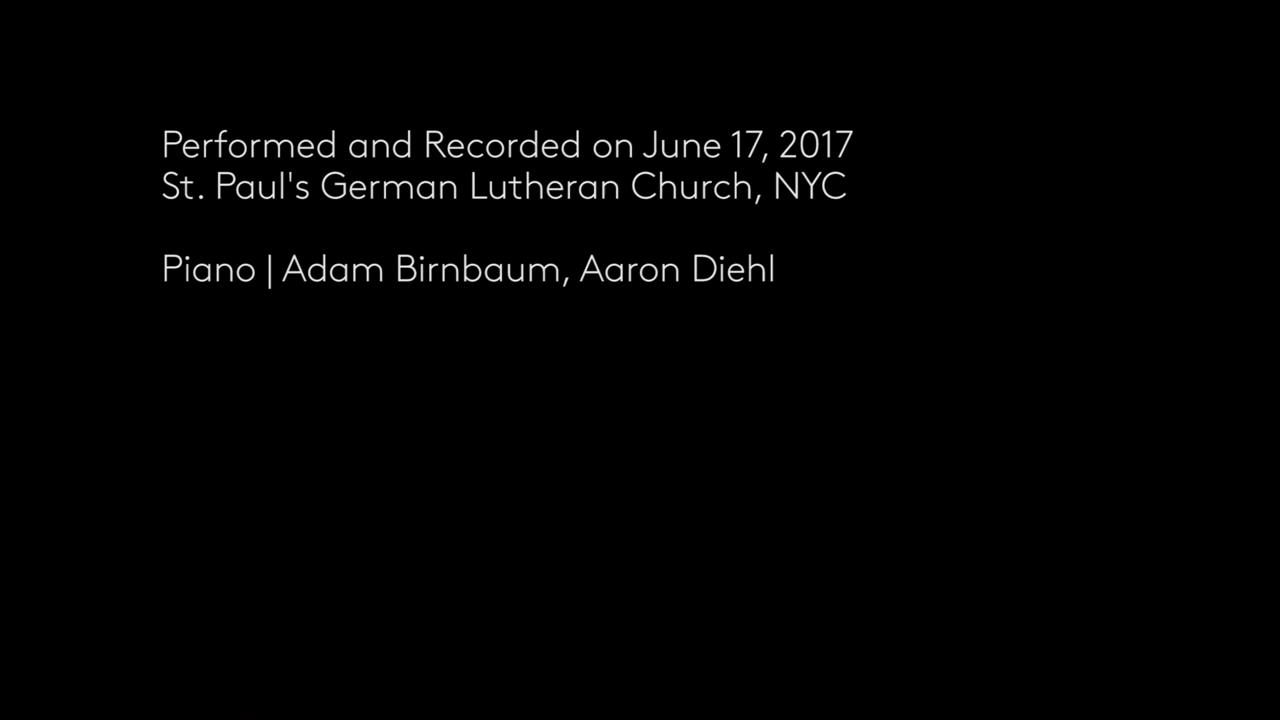 Performed and Recorded on June 17, 2017
St. Paul's German Lutheran Church, NYC
Piano | Adam Birnbaum, Aaron Diehl